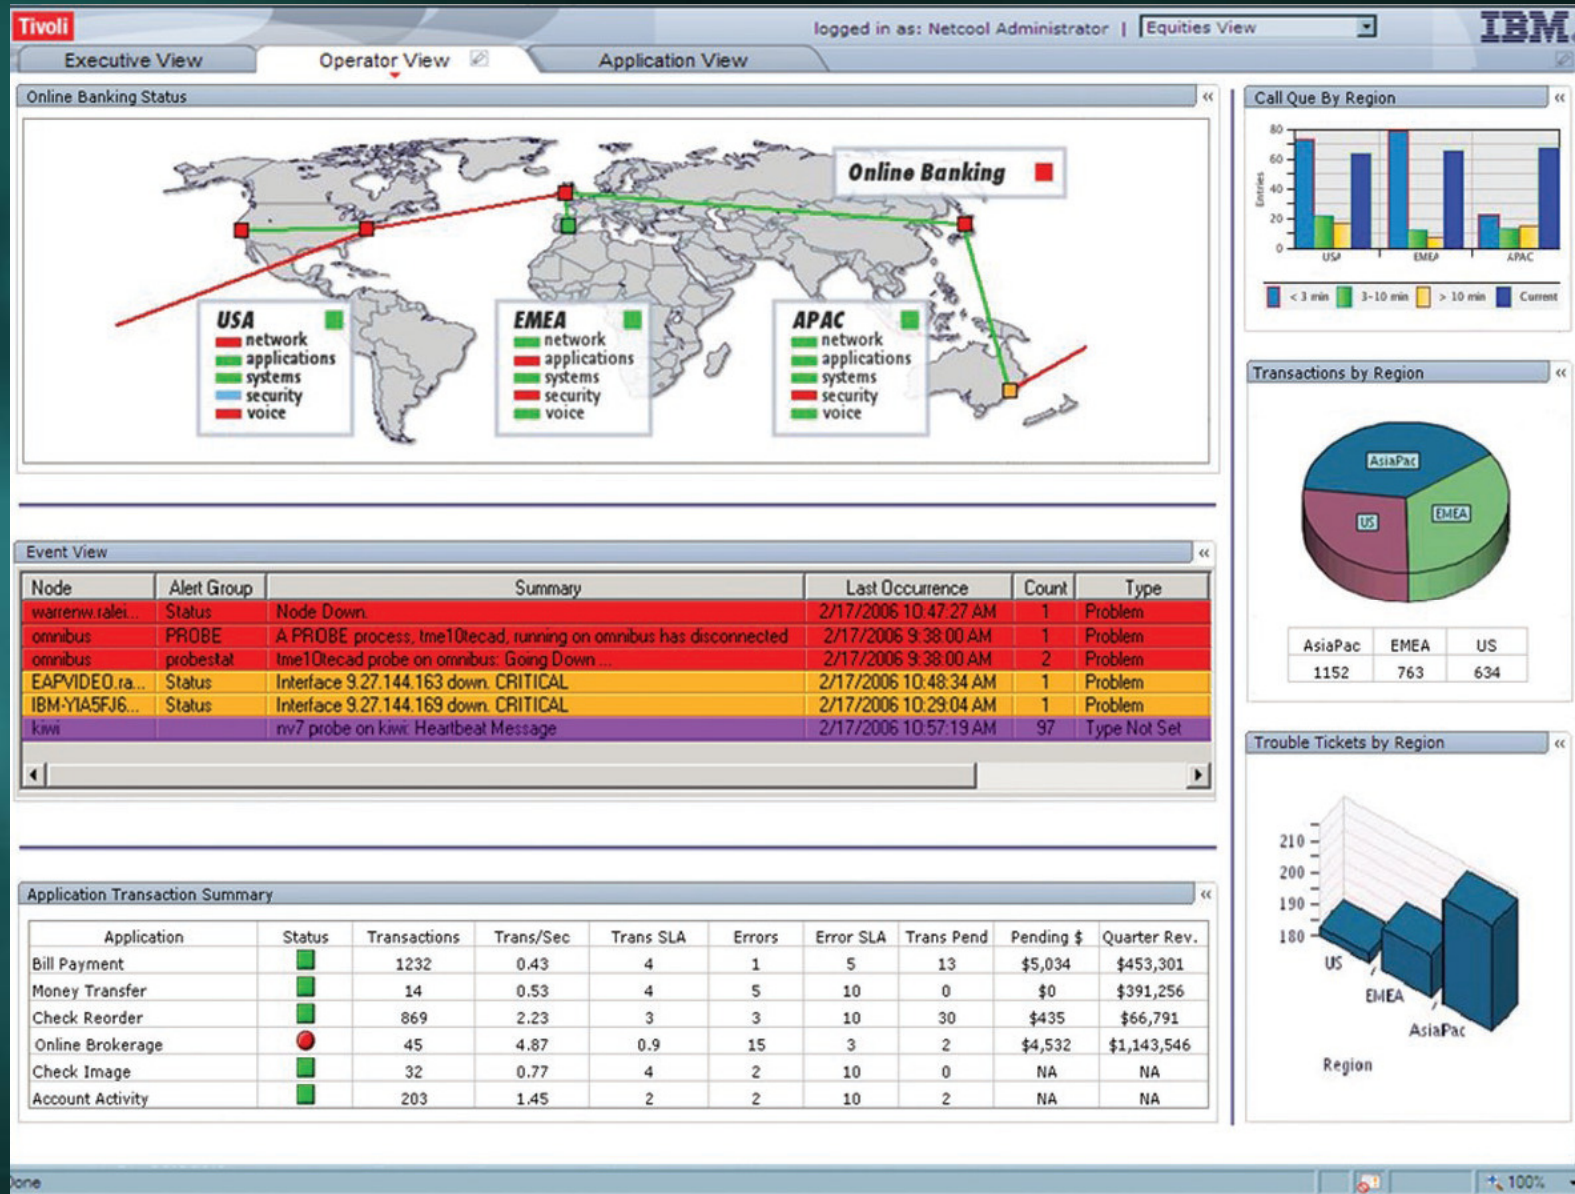 Tivoli
logged in as: Netcool Administrator | Equities View
IBM.
Executive View
Operator View
Application View
Online Banking Status
Online Banking
USA
network
applications
systems
security
voice
EMEA
network
applications
systems
security
voice
APAC
network
applications
systems
security
voice
Event View
Node Alert Group Summary Last Occurrence Count Type
warrenw.ralei... Status Node Down. 2/17/2006 10:47:27 AM 1 Problem
omnibus PROBE A PROBE process, tme10tecad, running on omnibus has disconnected 2/17/2006 9:38:00 AM 1 Problem
omnibus probestat tme10tecad probe on omnibus: Going Down ... 2/17/2006 9:38:00 AM 2 Problem
EAPVIDEO.ra... Status Interface 9.27.144.163 down. CRITICAL 2/17/2006 10:48:34 AM 1 Problem
IBM-YIA5FJ6... Status Interface 9.27.144.169 down. CRITICAL 2/17/2006 10:29:04 AM 1 Problem
kiwi nv7 probe on kiwi: Heartbeat Message 2/17/2006 10:57:19 AM 97 Type Not Set
Application Transaction Summary
Application Status Transactions Trans/Sec Trans SLA Errors Error SLA Trans Pend Pending $ Quarter Rev.
Bill Payment 1232 0.43 4 1 5 13 $5,034 $453,301
Money Transfer 14 0.53 4 5 10 0 $0 $391,256
Check Reorder 869 2.23 3 3 10 30 $435 $66,791
Online Brokerage 45 4.87 0.9 15 3 2 $4,532 $1,143,546
Check Image 32 0.77 4 2 10 0 NA NA
Account Activity 203 1.45 2 2 10 2 NA NA
Call Que By Region
80
60
40
20
0
Entries
USA EMEA APAC
< 3 min 3-10 min > 10 min Current
Transactions by Region
AsiaPac
US
EMEA
AsiaPac EMEA US
1152 763 634
Trouble Tickets by Region
210
200
190
180
US
EMEA
AsiaPac
Region
one
100%